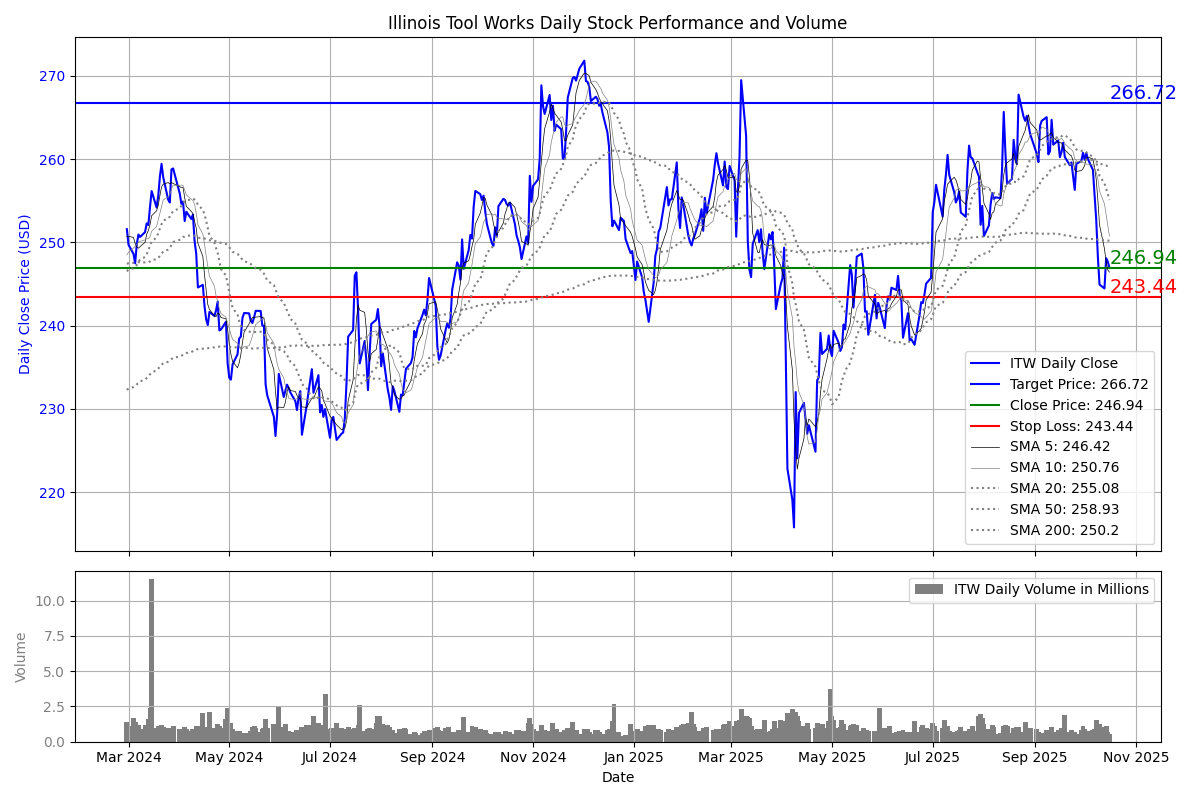 Illinois Tool Works Daily Stock Performance and Volume
270
260
250
240
230
220
Daily Close Price (USD)
266.72
246.94
243.44
ITW Daily Close
Target Price: 266.72
Close Price: 246.94
Stop Loss: 243.44
SMA 5: 246.42
SMA 10: 250.76
SMA 20: 255.08
SMA 50: 258.93
SMA 200: 250.2
ITW Daily Volume in Millions
10.0
7.5
5.0
2.5
0.0
Volume
Mar 2024 May 2024 Jul 2024 Sep 2024 Nov 2024 Jan 2025 Mar 2025 May 2025 Jul 2025 Sep 2025 Nov 2025
Date